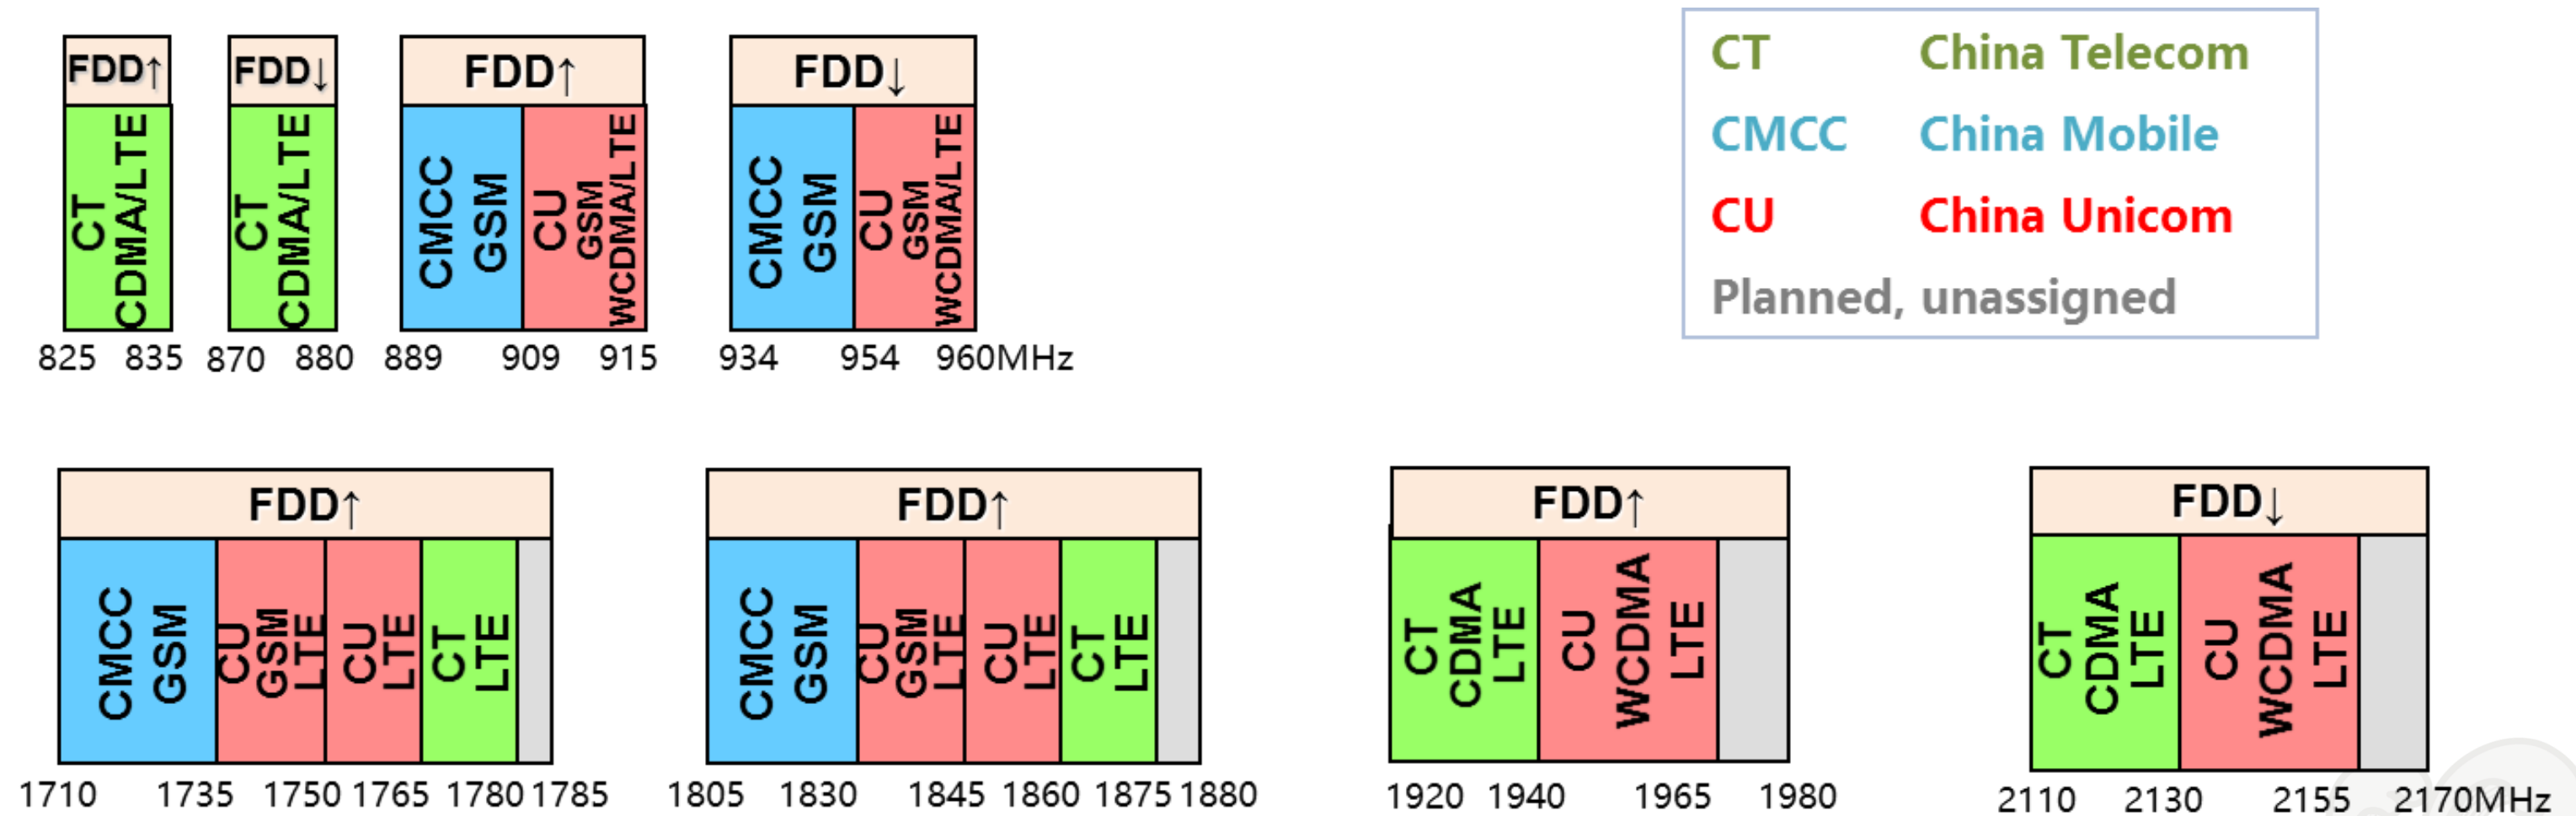 FDD↑
FDD↓
FDD↑
FDD↓
CT
CDMA/LTE
CT
CDMA/LTE
CMCC
GSM
CU
GSM
WCDMA/LTE
CMCC
GSM
CU
GSM
WCDMA/LTE
825 835 870 880 889 909 915 934 954 960MHz
CT China Telecom
CMCC China Mobile
CU China Unicom
Planned, unassigned
FDD↑
FDD↑
FDD↑
FDD↓
CMCC
GSM
CU
GSM
LTE
CU
LTE
CT
LTE
CMCC
GSM
CU
GSM
LTE
CU
LTE
CT
LTE
CT
CDMA
LTE
CU
WCDMA
LTE
CT
CDMA
LTE
CU
WCDMA
LTE
1710 1735 1750 1765 1780 1785 1805 1830 1845 1860 1875 1880 1920 1940 1965 1980 2110 2130 2155 2170MHz